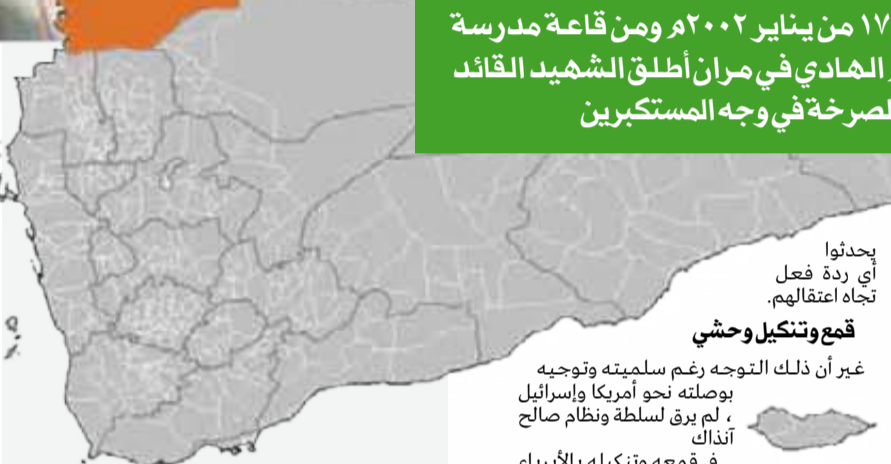 ١٧ من يناير ٢٠٠٢م ومن قاعة مدرسة
الهادي في مران أطلق الشهيد القائد
لصرخة في وجه المستكبرين
يحدثوا
أي ردة فعل
تجاه اعتقالهم.
قمع وتنكيل وحشي
غير أن ذلك التوجه رغم سلميته وتوجيه
بوصلته نحو أمريكا وإسرائيل
، لم يرق لسلطة ونظام صالح
آنذاك